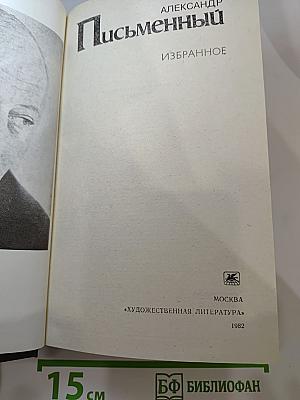 АЛЕКСАНДР
Письменный
ИЗБРАННОЕ
МОСКВА
«ХУДОЖЕСТВЕННАЯ ЛИТЕРАТУРА»
1982
15 см
БФ БИБЛИОФАН